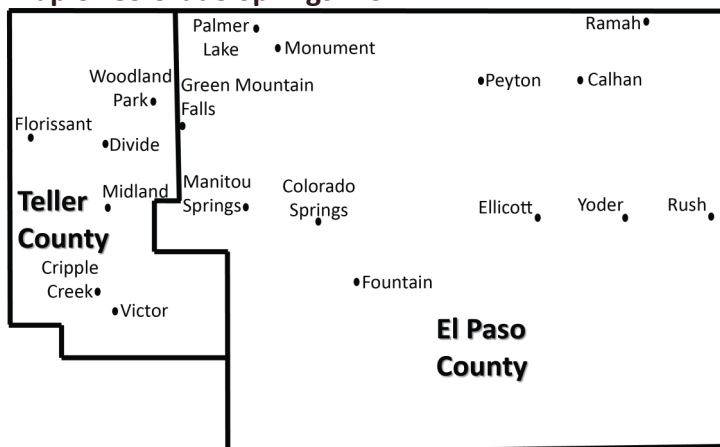 Palmer
Lake
Monument
Ramah
Woodland
Park
Green Mountain
Falls
Peyton
Calhan
Florissant
Divide
Teller
County
Midland
Manitou
Springs
Colorado
Springs
Ellicott
Yoder
Rush
Cripple
Creek
Victor
Fountain
El Paso
County